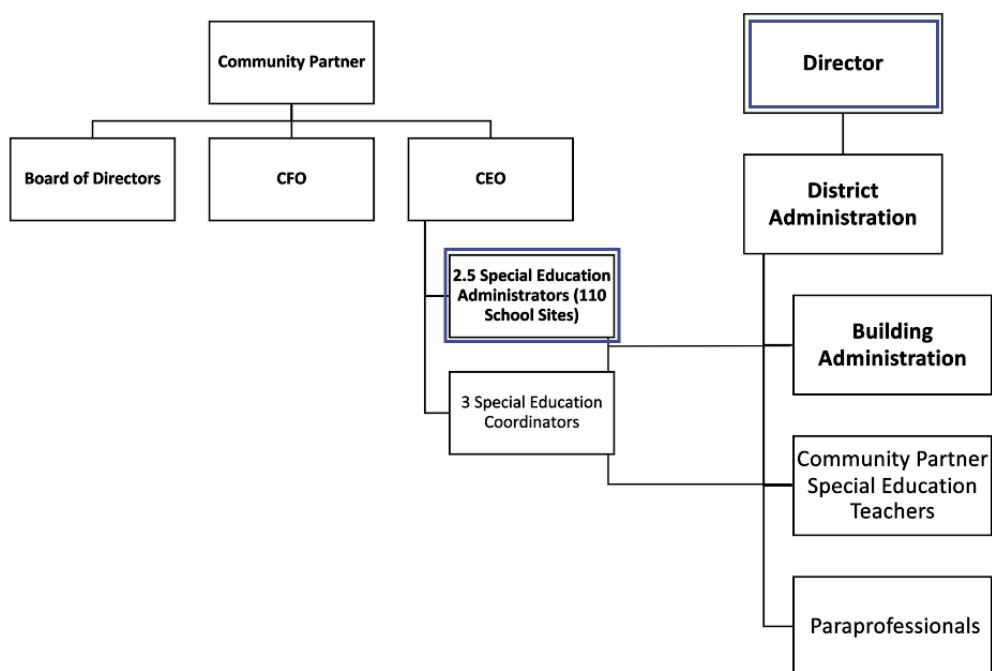 Community Partner
Director
Board of Directors
CFO
CEO
District
Administration
2.5 Special Education
Administrators (110
School Sites)
Building
Administration
3 Special Education
Coordinators
Community Partner
Special Education
Teachers
Paraprofessionals